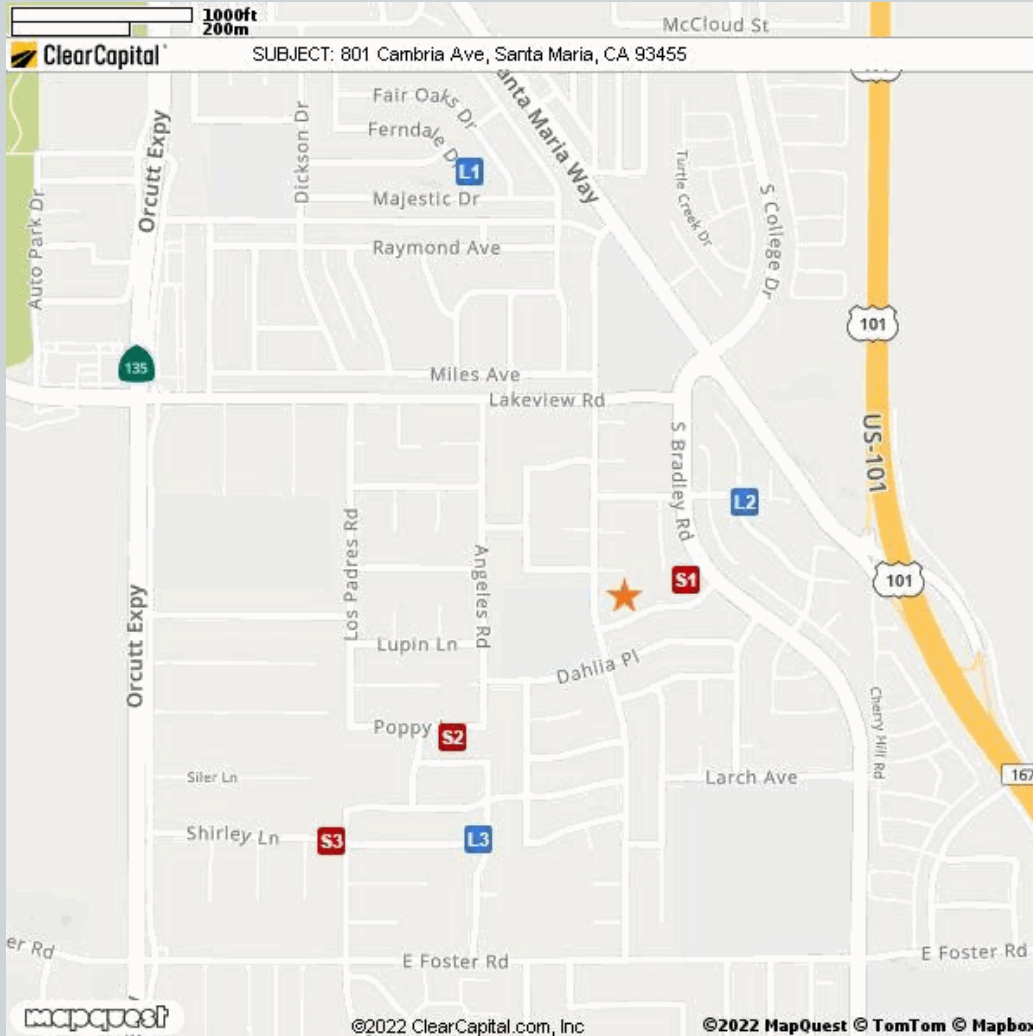 1000ft
200m
ClearCapital
SUBJECT: 801 Cambria Ave, Santa Maria, CA 93455
McCloud St
101
Fair Oaks Dr
Ferndale Dr
anta Maria Way
Orcutt Expy
Dickson Dr
L1
Majestic Dr
Turtle Creek Dr
S College Dr
Auto Park Dr
Raymond Ave
101
135
Miles Ave
Lakeview Rd
US-101
S Bradley Rd
L2
Los Padres Rd
Angeles Rd
S1
101
Orcutt Expy
Lupin Ln
Dahlia Pl
Poppy
S2
Cherry Hill Rd
Siler Ln
Larch Ave
167
Shirley Ln
S3
L3
er Rd
E Foster Rd
E Foster Rd
mapquest
©2022 ClearCapital.com, Inc
©2022 MapQuest © TomTom © Mapbox